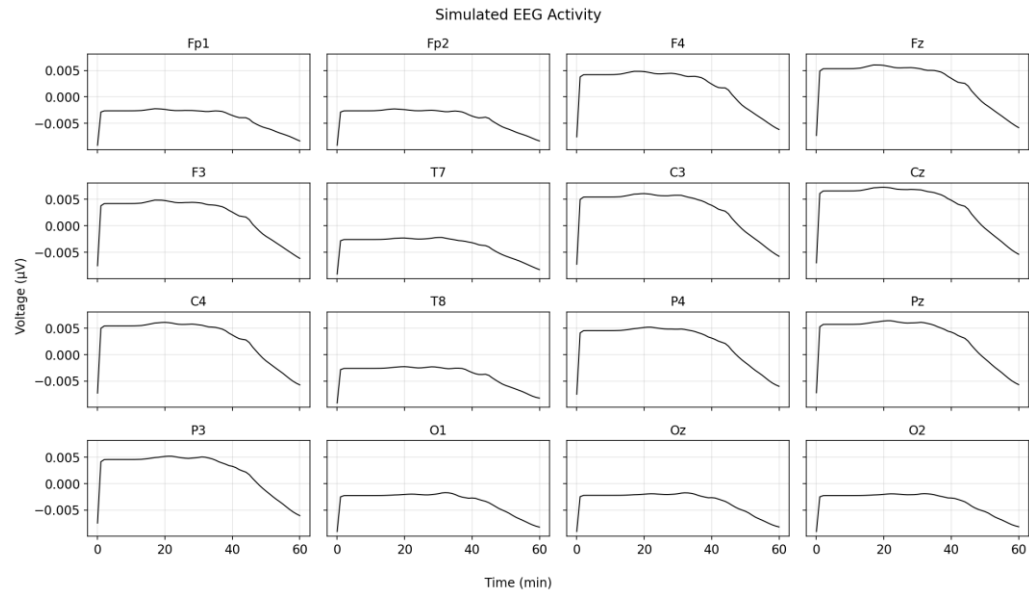 Simulated EEG Activity
Fp1 Fp2 F4 Fz
0.005
0.000
−0.005
F3 T7 C3 Cz
0.005
0.000
−0.005
C4 T8 P4 Pz
0.005
0.000
−0.005
P3 O1 Oz O2
0.005
0.000
−0.005
0 20 40 60 0 20 40 60 0 20 40 60 0 20 40 60
Voltage (μV)
Time (min)